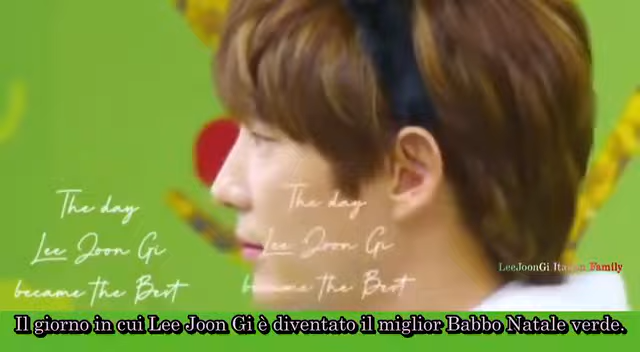 The day
Lee Joon Gi
became the Best
The day
Lee Joon Gi
became the Best
LeeJoonGi Italian Family
Il giorno in cui Lee Joon Gi è diventato il miglior Babbo Natale verde.